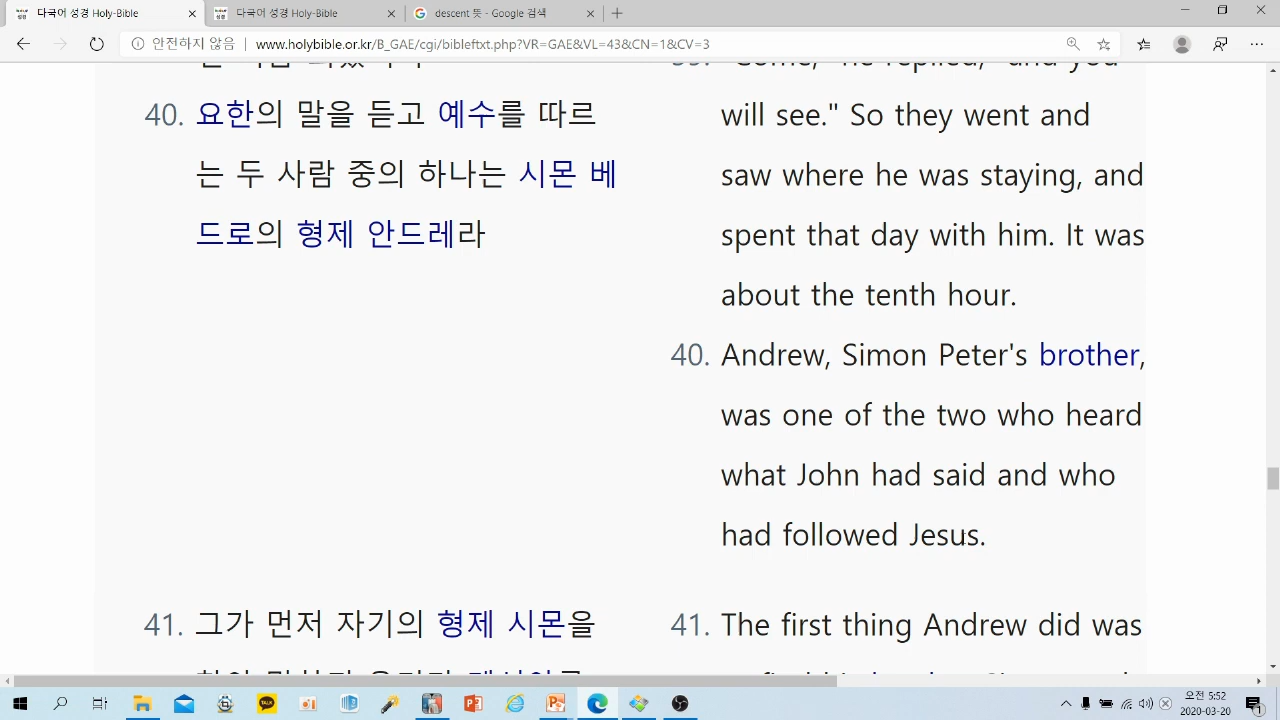 다국어 성경 Holy-Bible
다국어 성경 Holy-Bible
descent 뜻 - Google 검색
안전하지 않음
www.holybible.or.kr/B_GAE/cgi/bibleftxt.php?VR=GAE&VL=43&CN=1&CV=3
40. 요한의 말을 듣고 예수를 따르
는 두 사람 중의 하나는 시몬 베
드로의 형제 안드레라
39. "Come," he replied, "and you
will see." So they went and
saw where he was staying, and
spent that day with him. It was
about the tenth hour.
40. Andrew, Simon Peter's brother,
was one of the two who heard
what John had said and who
had followed Jesus.
41. 그가 먼저 자기의 형제 시몬을
41. The first thing Andrew did was
오전 5:52
2020-03-20